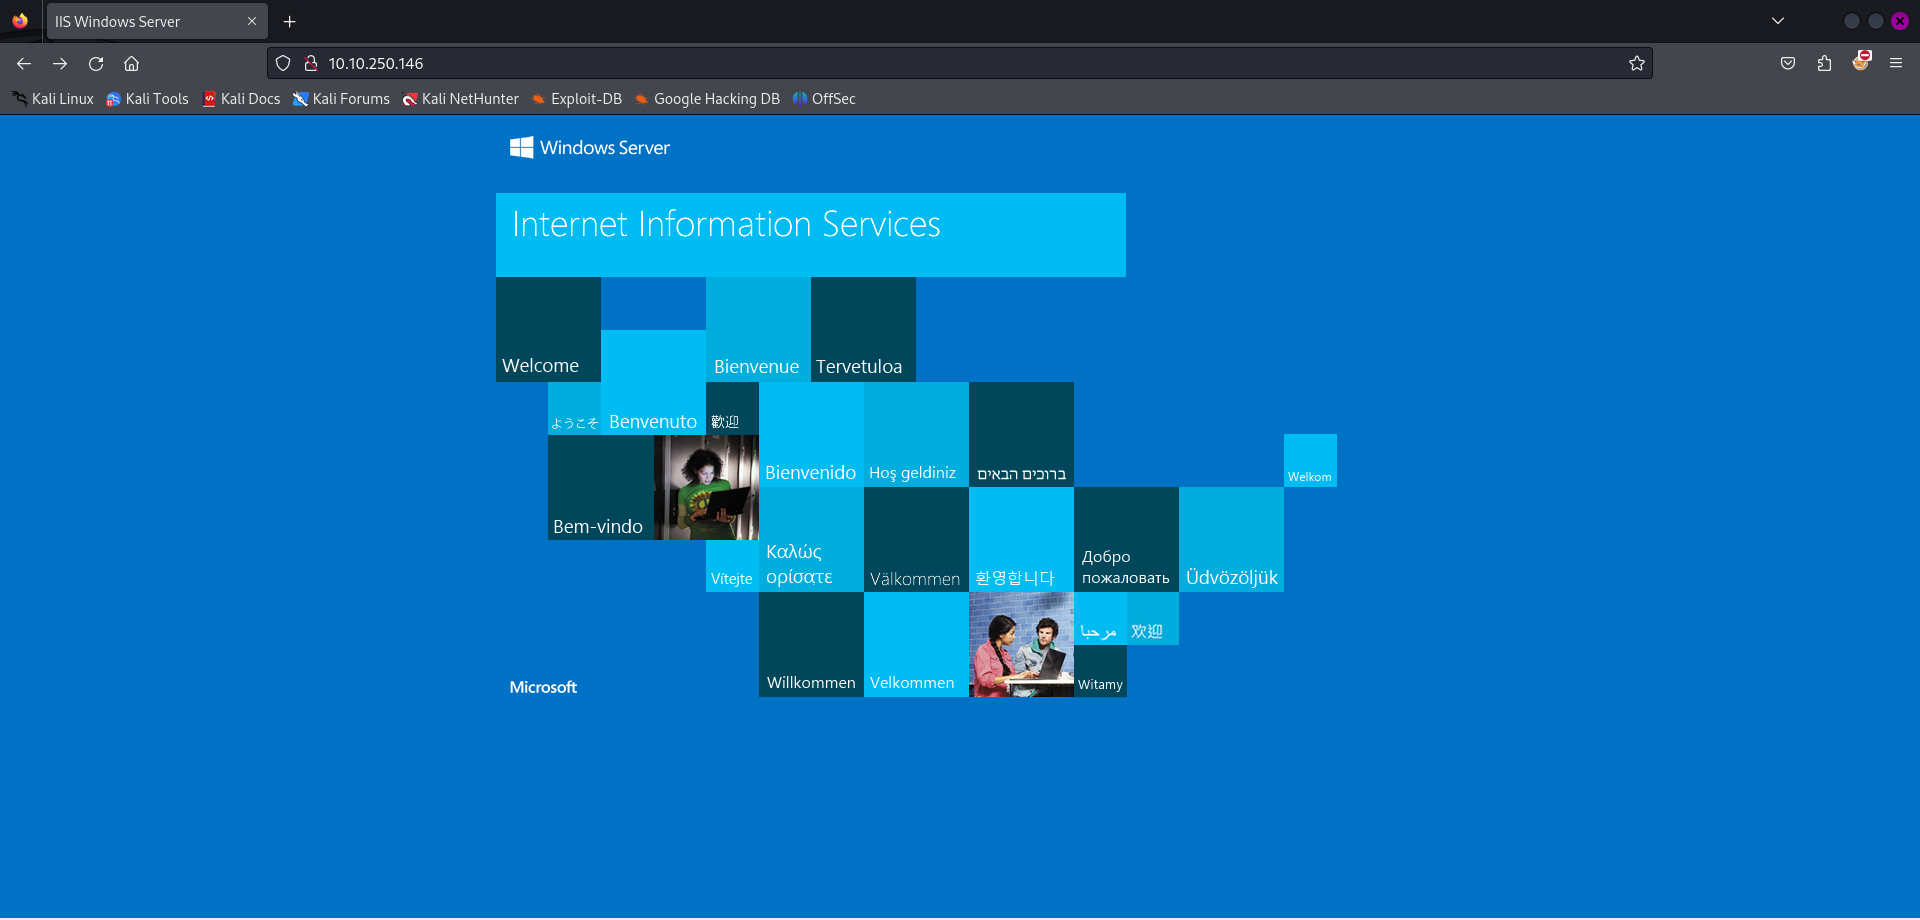 IIS Windows Server
10.10.250.146
Kali Linux
Kali Tools
Kali Docs
Kali Forums
Kali NetHunter
Exploit-DB
Google Hacking DB
OffSec
Windows Server
Internet Information Services
Welcome
Bienvenue
Tervetuloa
ようこそ
Benvenuto
歡迎
Bienvenido
Hoş geldiniz
ברוכים הבאים
Welkom
Bem-vindo
Vítejte
Καλώς
ορίσατε
Välkommen
환영합니다
Добро
пожаловать
Üdvözöljük
Microsoft
Willkommen
Velkommen
مرحبا
欢迎
Witamy